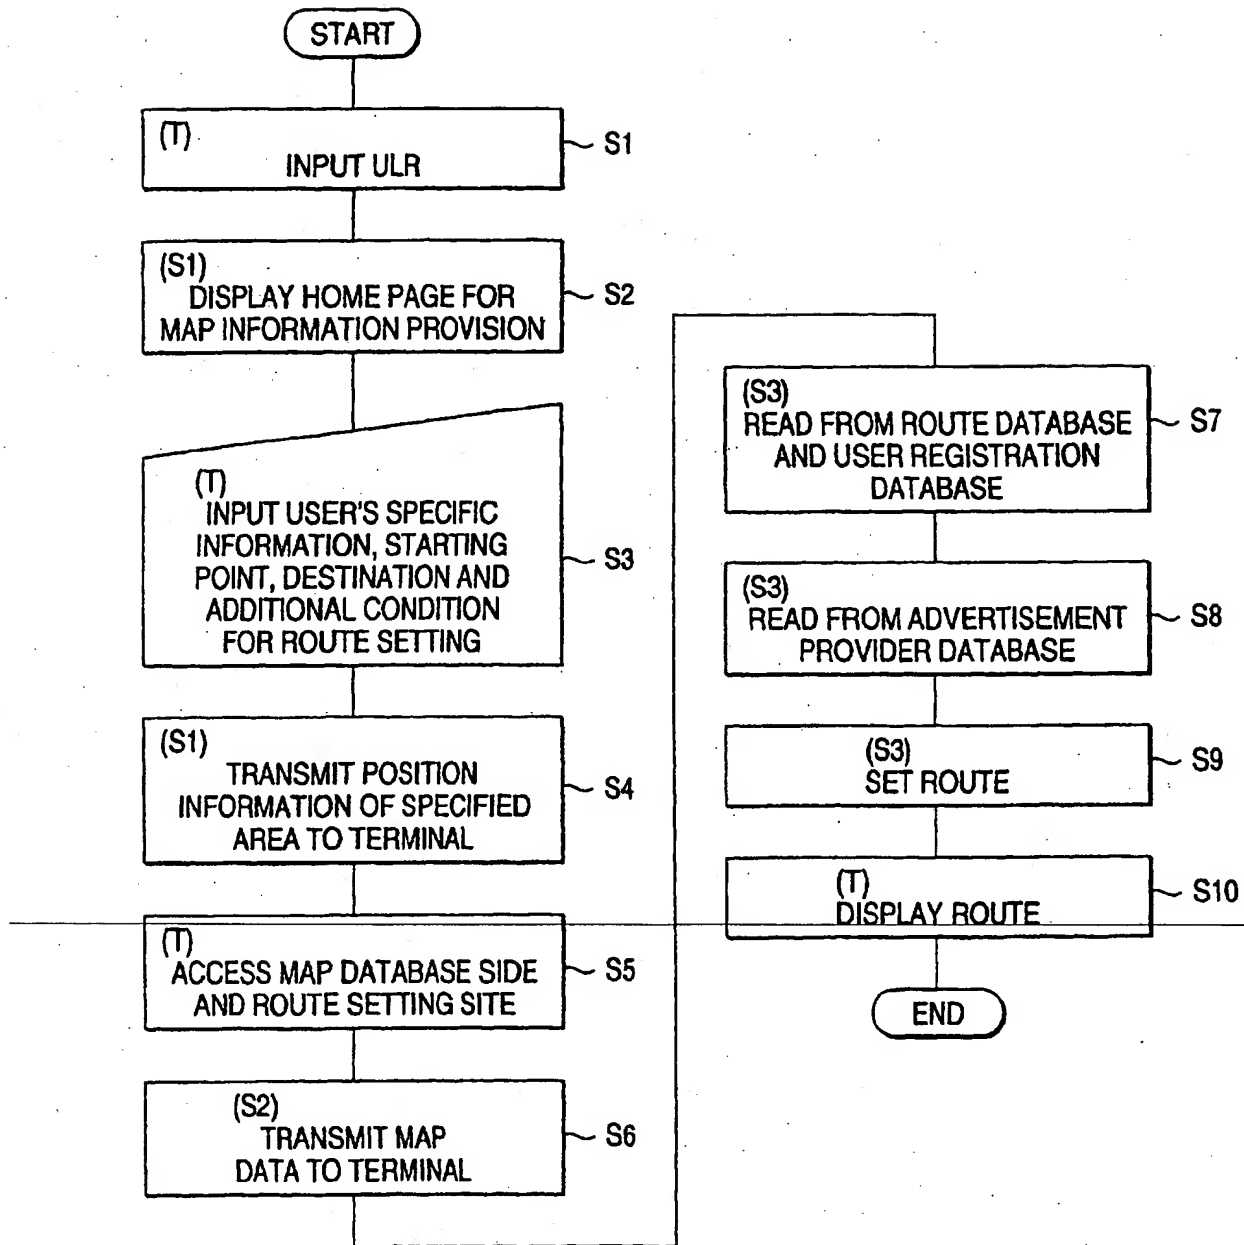 START
(T)
INPUT ULR
S1
(S1)
DISPLAY HOME PAGE FOR
MAP INFORMATION PROVISION
S2
(T)
INPUT USER'S SPECIFIC
INFORMATION, STARTING
POINT, DESTINATION AND
ADDITIONAL CONDITION
FOR ROUTE SETTING
S3
(S1)
TRANSMIT POSITION
INFORMATION OF SPECIFIED
AREA TO TERMINAL
S4
(T)
ACCESS MAP DATABASE SIDE
AND ROUTE SETTING SITE
S5
(S2)
TRANSMIT MAP
DATA TO TERMINAL
S6
(S3)
READ FROM ROUTE DATABASE
AND USER REGISTRATION
DATABASE
S7
(S3)
READ FROM ADVERTISEMENT
PROVIDER DATABASE
S8
(S3)
SET ROUTE
S9
(T)
DISPLAY ROUTE
S10
END